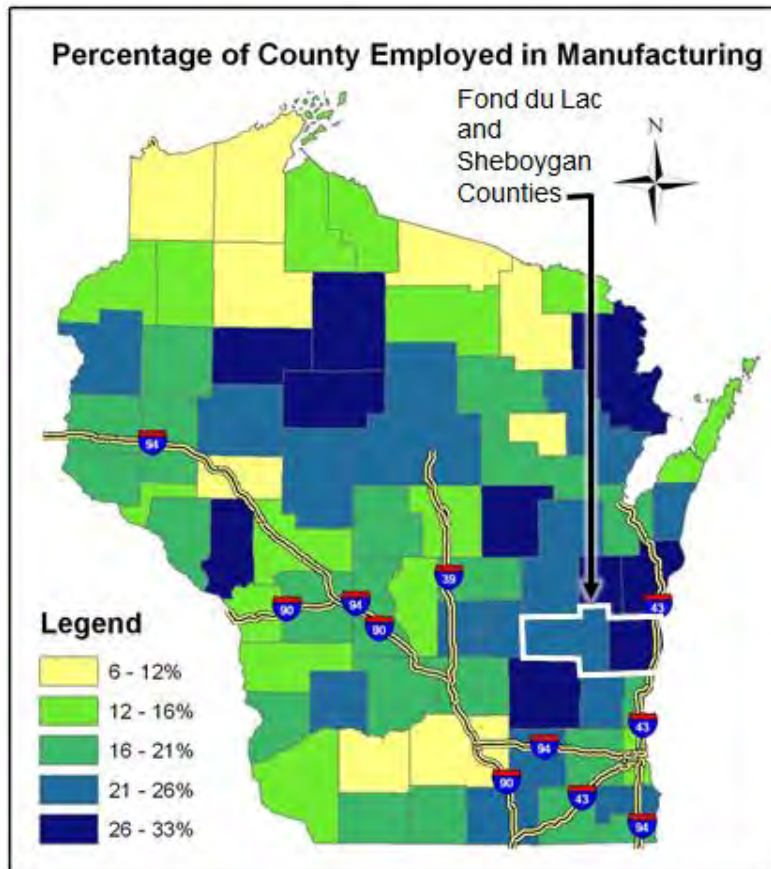 Percentage of County Employed in Manufacturing
Fond du Lac
and
Sheboygan
Counties
N
94
39
43
90
94
90
43
94
90
43
94
Legend
6 - 12%
12 - 16%
16 - 21%
21 - 26%
26 - 33%